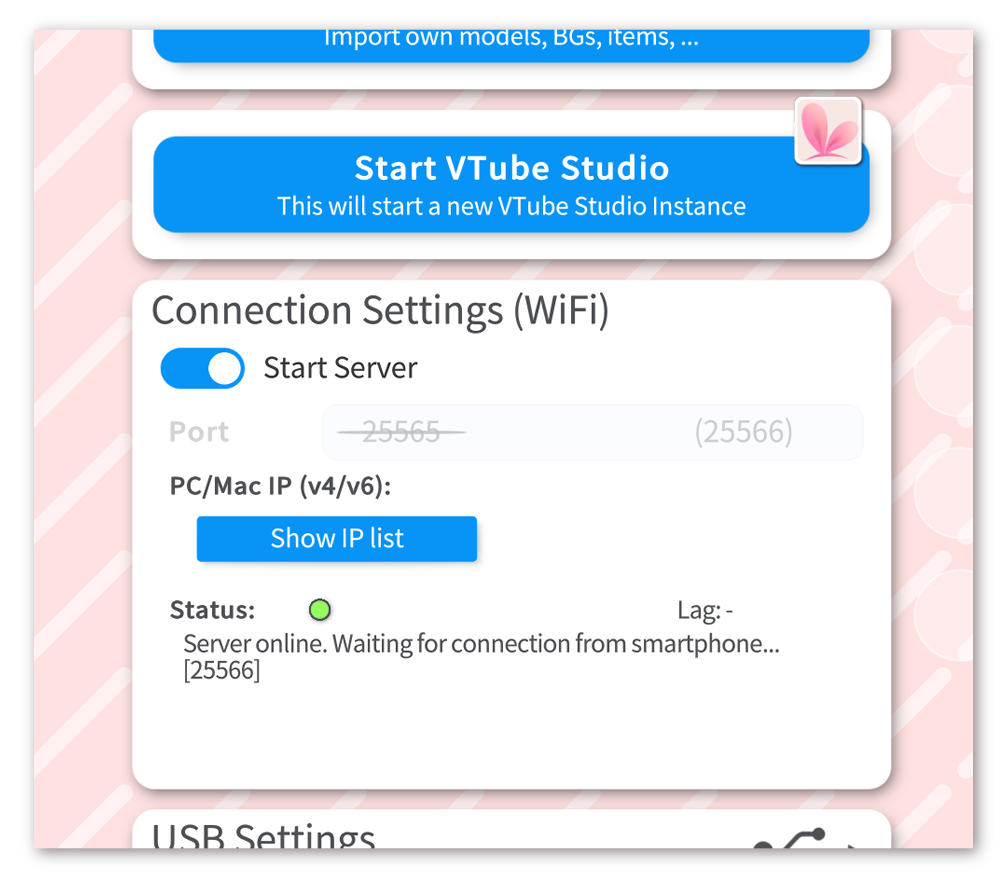 Import own models, BGs, items, ...
Start VTube Studio
This will start a new VTube Studio Instance
Connection Settings (WiFi)
Start Server
Port 25565 (25566)
PC/Mac IP (v4/v6):
Show IP list
Status: Lag: -
Server online. Waiting for connection from smartphone...
[25566]
USB Settings